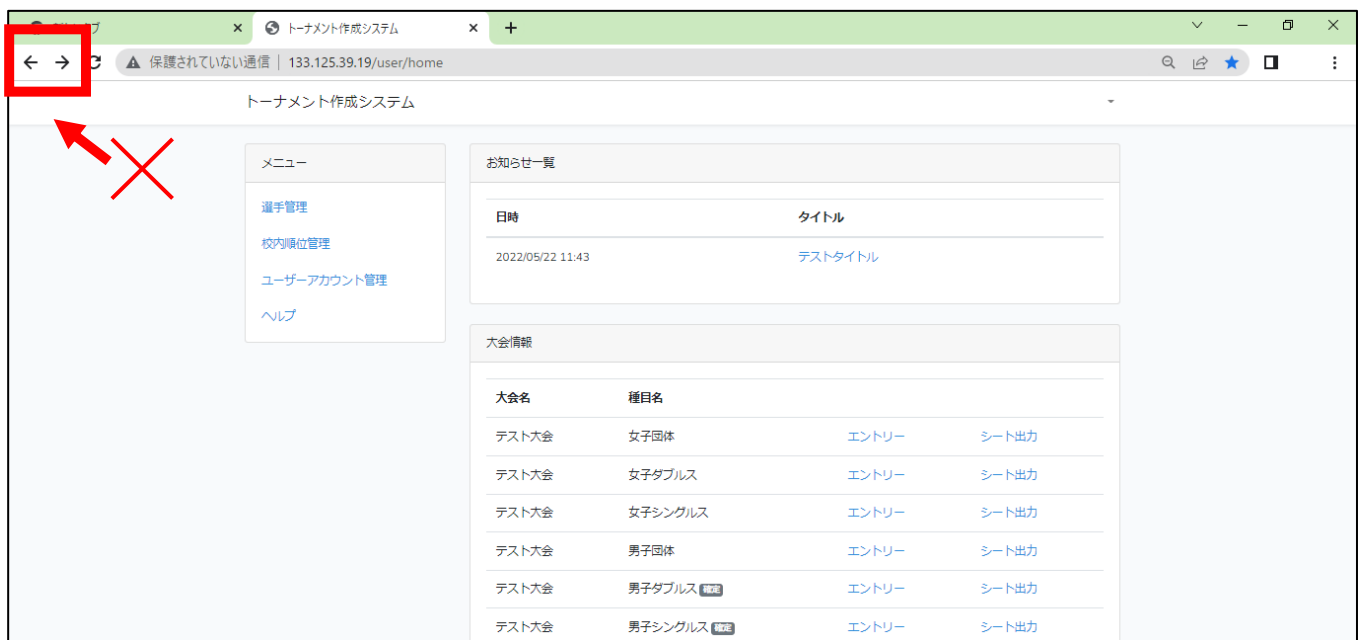 トーナメント作成システム
保護されていない通信 | 133.125.39.19/user/home
トーナメント作成システム
メニュー
選手管理
校内順位管理
ユーザーアカウント管理
ヘルプ
お知らせ一覧
日時 タイトル
2022/05/22 11:43 テストタイトル
大会情報
大会名 種目名
テスト大会 女子団体 エントリー シート出力
テスト大会 女子ダブルス エントリー シート出力
テスト大会 女子シングルス エントリー シート出力
テスト大会 男子団体 エントリー シート出力
テスト大会 男子ダブルス 確定 エントリー シート出力
テスト大会 男子シングルス 確定 エントリー シート出力